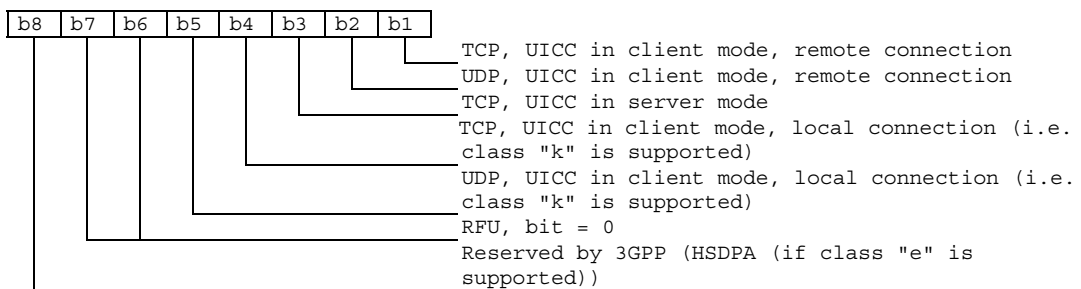 b8 b7 b6 b5 b4 b3 b2 b1
TCP, UICC in client mode, remote connection
UDP, UICC in client mode, remote connection
TCP, UICC in server mode
TCP, UICC in client mode, local connection (i.e.
class "k" is supported)
UDP, UICC in client mode, local connection (i.e.
class "k" is supported)
RFU, bit = 0
Reserved by 3GPP (HSDPA (if class "e" is
supported))